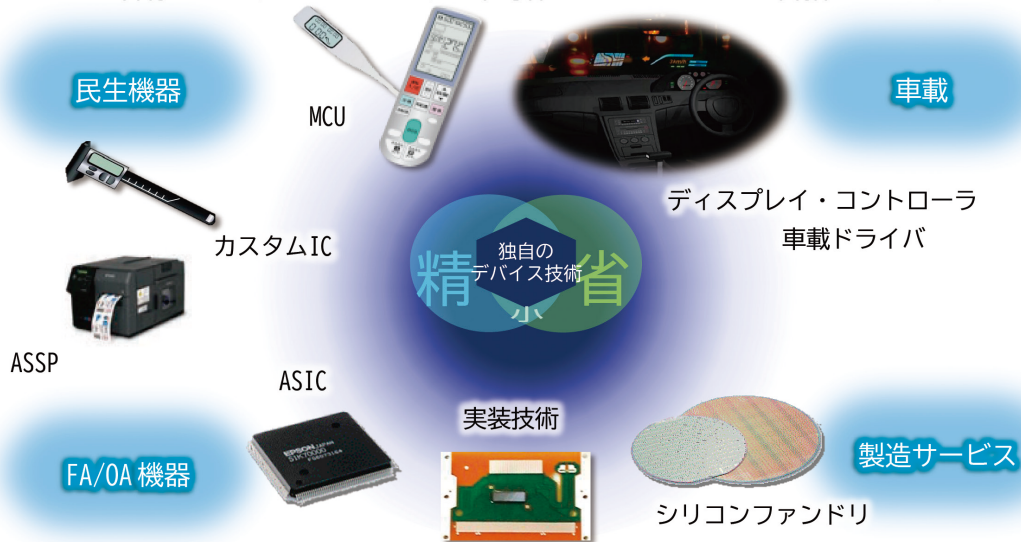 民生機器
MCU
車載
ディスプレイ・コントローラ
車載ドライバ
カスタムIC
精
独自の
デバイス技術
省
小
ASSP
ASIC
EPSON JAPAN
実装技術
FA/OA 機器
製造サービス
シリコンファンドリ